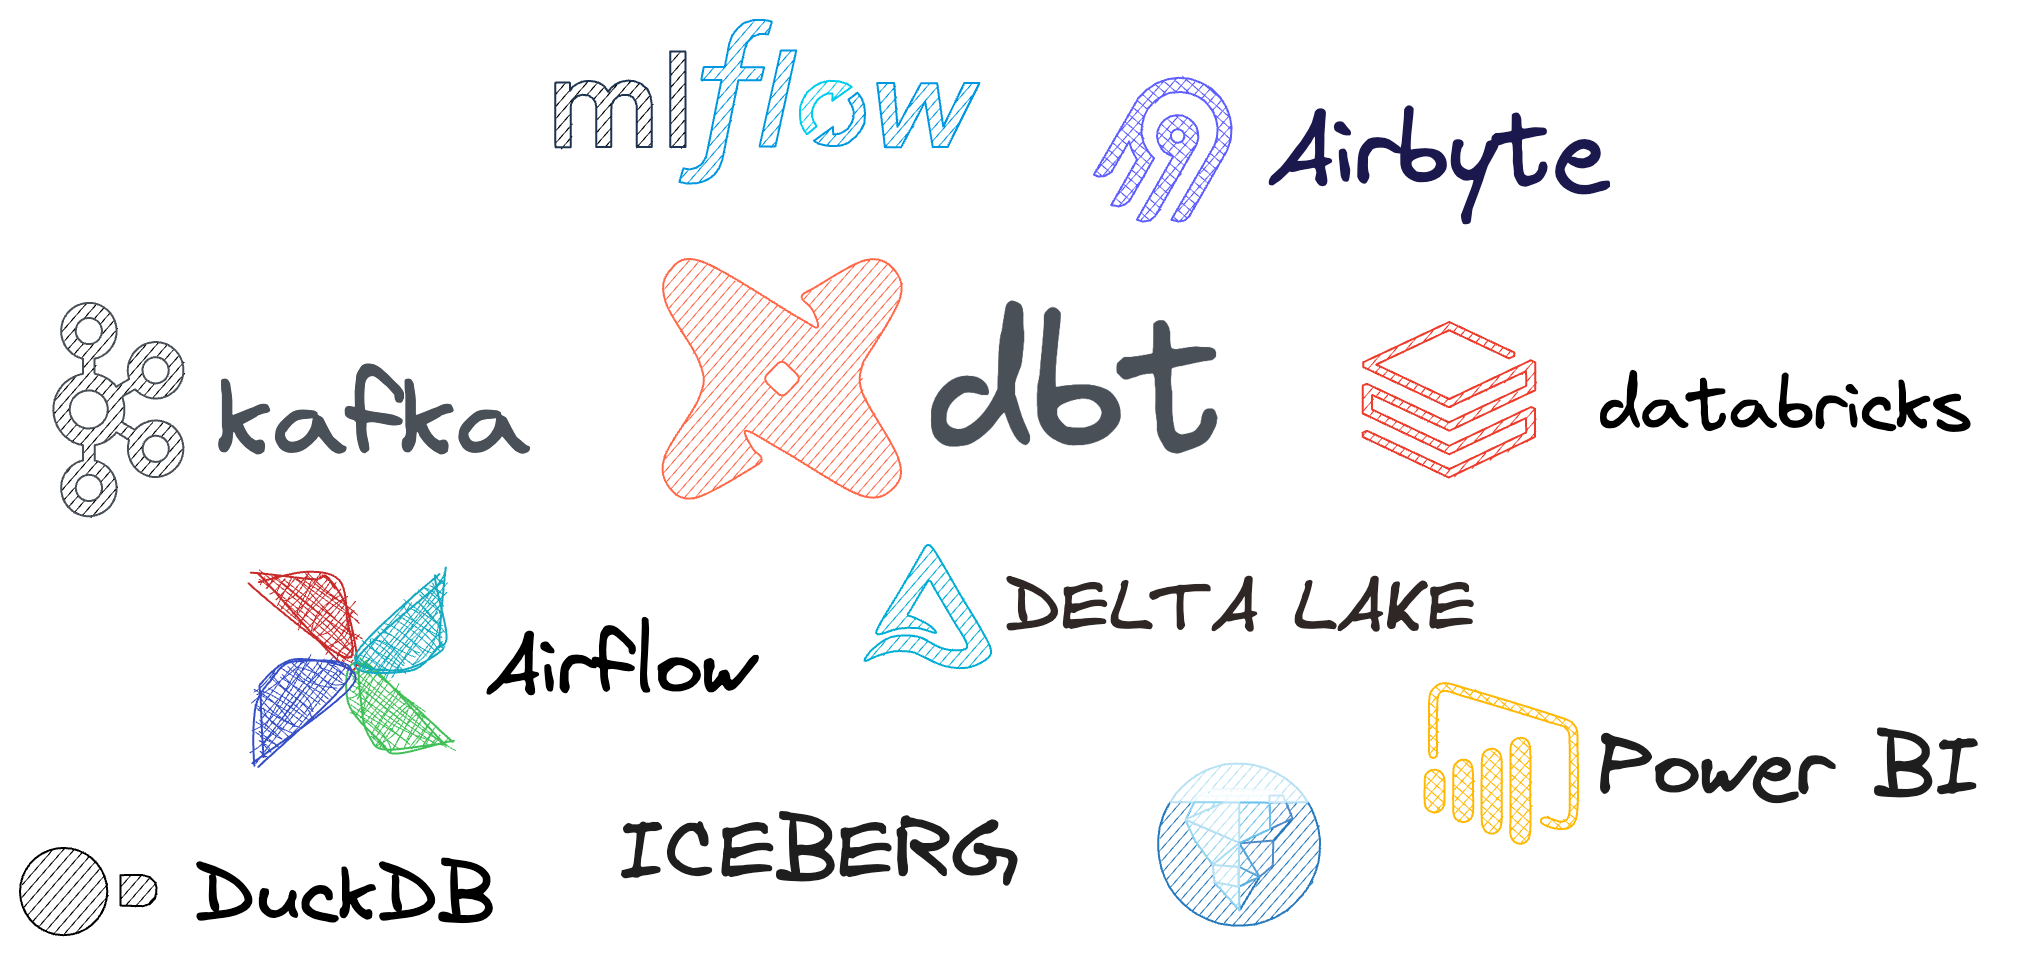 mlflow
Airbyte
kafka
dbt
databricks
Airflow
DELTA LAKE
Power BI
ICEBERG
DuckDB